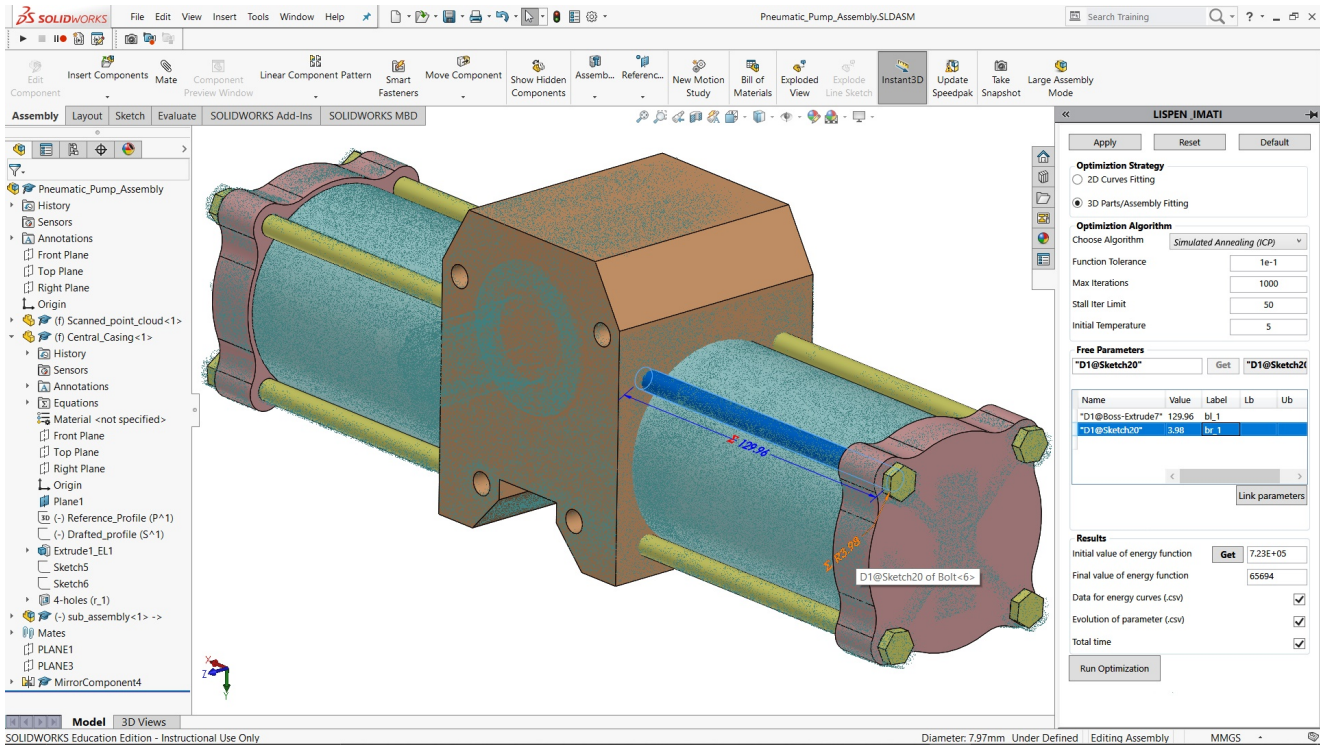 SOLIDWORKS File Edit View Insert Tools Window Help Pneumatic_Pump_Assembly.SLDASM Search Training ?
Edit Component
Insert Components
Mate
Component Preview Window
Linear Component Pattern
Smart Fasteners
Move Component
Show Hidden Components
Assemb...
Referenc...
New Motion Study
Bill of Materials
Exploded View
Explode Line Sketch
Instant3D
Update Speedpak
Take Snapshot
Large Assembly Mode
Assembly Layout Sketch Evaluate SOLIDWORKS Add-Ins SOLIDWORKS MBD
Pneumatic_Pump_Assembly
History
Sensors
Annotations
Front Plane
Top Plane
Right Plane
Origin
(f) Scanned_point_cloud<1>
(f) Central_Casing<1>
History
Sensors
Annotations
Equations
Material <not specified>
Front Plane
Top Plane
Right Plane
Origin
Plane1
3D (-) Reference_Profile (P^1)
(-) Drafted_profile (S^1)
Extrude1_EL1
Sketch5
Sketch6
4-holes (r_1)
(-) sub_assembly<1> ->
Mates
PLANE1
PLANE3
MirrorComponent4
Σ 129.96
Σ R3.98
D1@Sketch20 of Bolt<6>
X
Z
Y
LISPEN_IMATI
Apply Reset Default
Optimiztion Strategy
2D Curves Fitting
3D Parts/Assembly Fitting
Optimiztion Algorithm
Choose Algorithm Simulated Annealing (ICP)
Function Tolerance 1e-1
Max Iterations 1000
Stall Iter Limit 50
Initial Temperature 5
Free Parameters
"D1@Sketch20" Get "D1@Sketch2(
Name Value Label Lb Ub
"D1@Boss-Extrude7" 129.96 bl_1
"D1@Sketch20" 3.98 br_1
Link parameters
Results
Initial value of energy function Get 7.23E+05
Final value of energy function 65694
Data for energy curves (.csv)
Evolution of parameter (.csv)
Total time
Run Optimization
Model 3D Views
SOLIDWORKS Education Edition - Instructional Use Only Diameter: 7.97mm Under Defined Editing Assembly MMGS